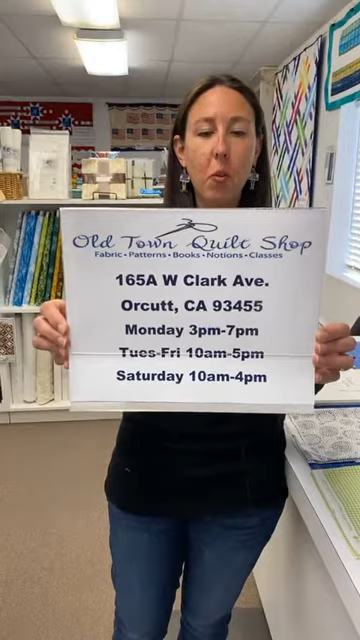 Old Town Quilt Shop
Fabric • Patterns • Books • Notions • Classes
165A W Clark Ave.
Orcutt, CA 93455
Monday 3pm-7pm
Tues-Fri 10am-5pm
Saturday 10am-4pm